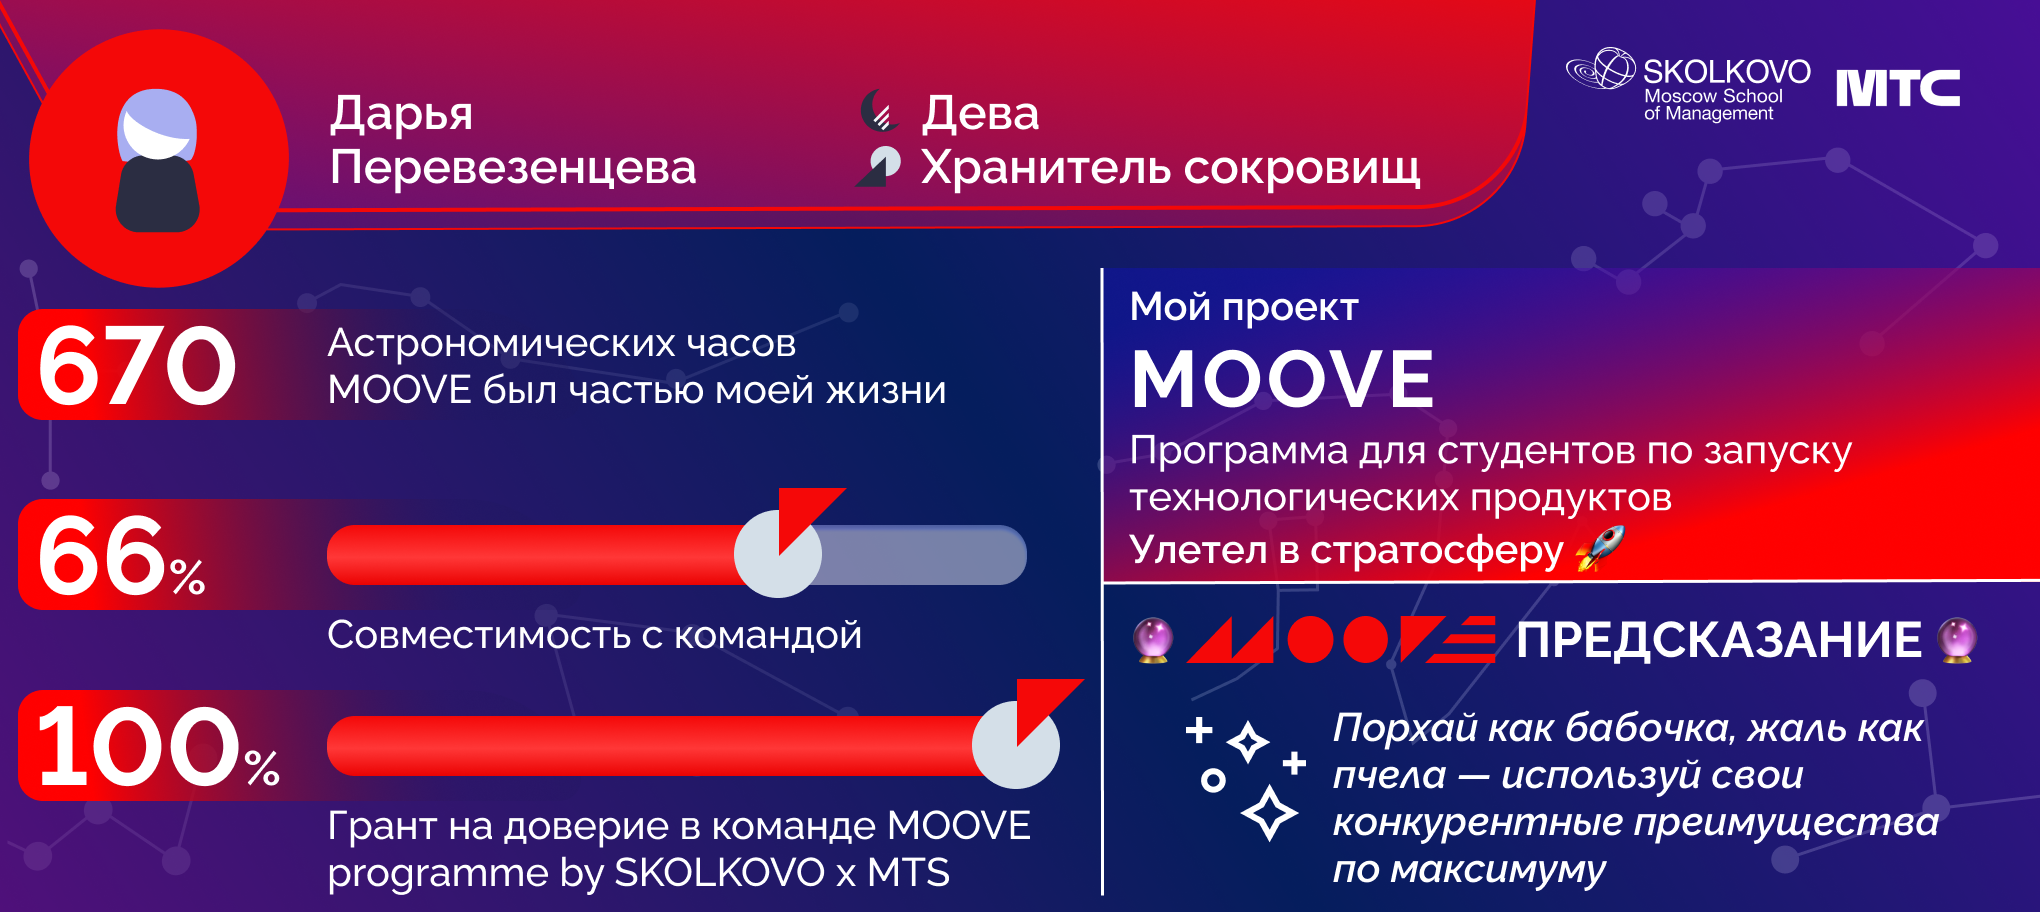 Дарья
Перевезенцева
Дева
Хранитель сокровищ
SKOLKOVO
Moscow School
of Management
МТС
670
Астрономических часов
MOOVE был частью моей жизни
66%
Совместимость с командой
100%
Грант на доверие в команде MOOVE
programme by SKOLKOVO x MTS
Мой проект
MOOVE
Программа для студентов по запуску
технологических продуктов
Улетел в стратосферу
MOOVE ПРЕДСКАЗАНИЕ
Порхай как бабочка, жаль как
пчела — используй свои
конкурентные преимущества
по максимуму